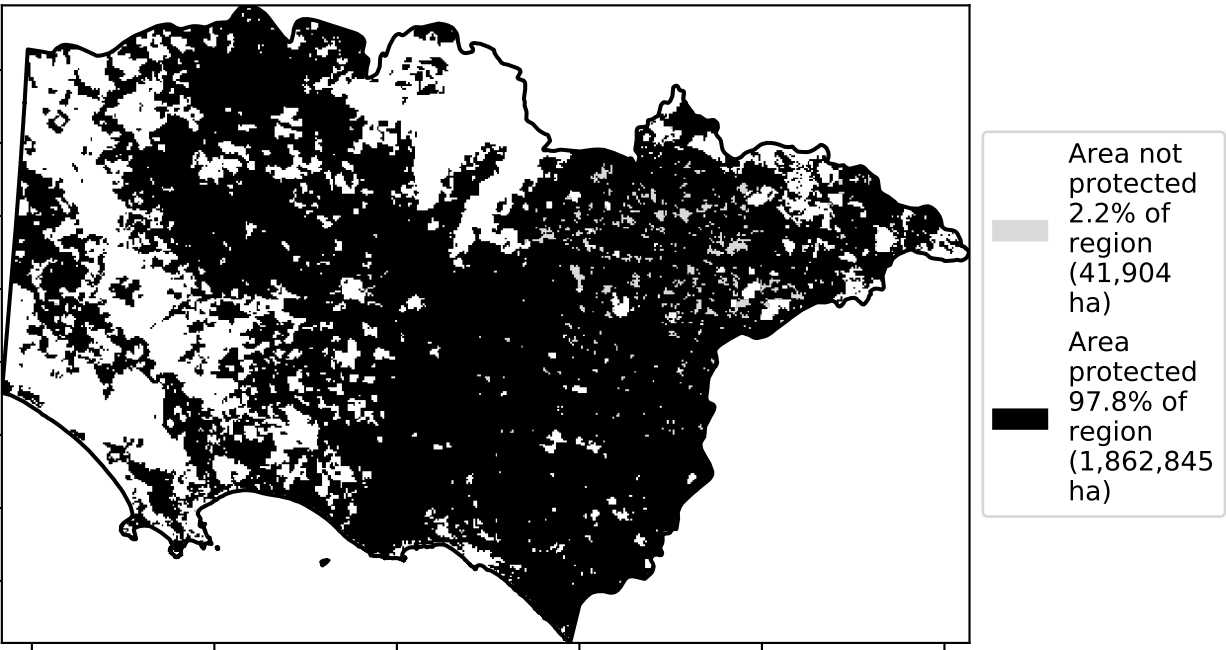 Area not
protected
2.2% of
region
(41,904
ha)
Area
protected
97.8% of
region
(1,862,845
ha)